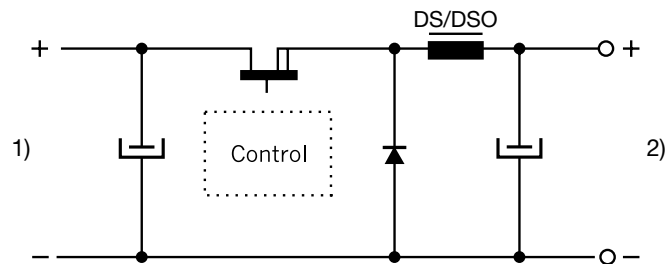 DS/DSO
+ +
1) Control 2)
− −